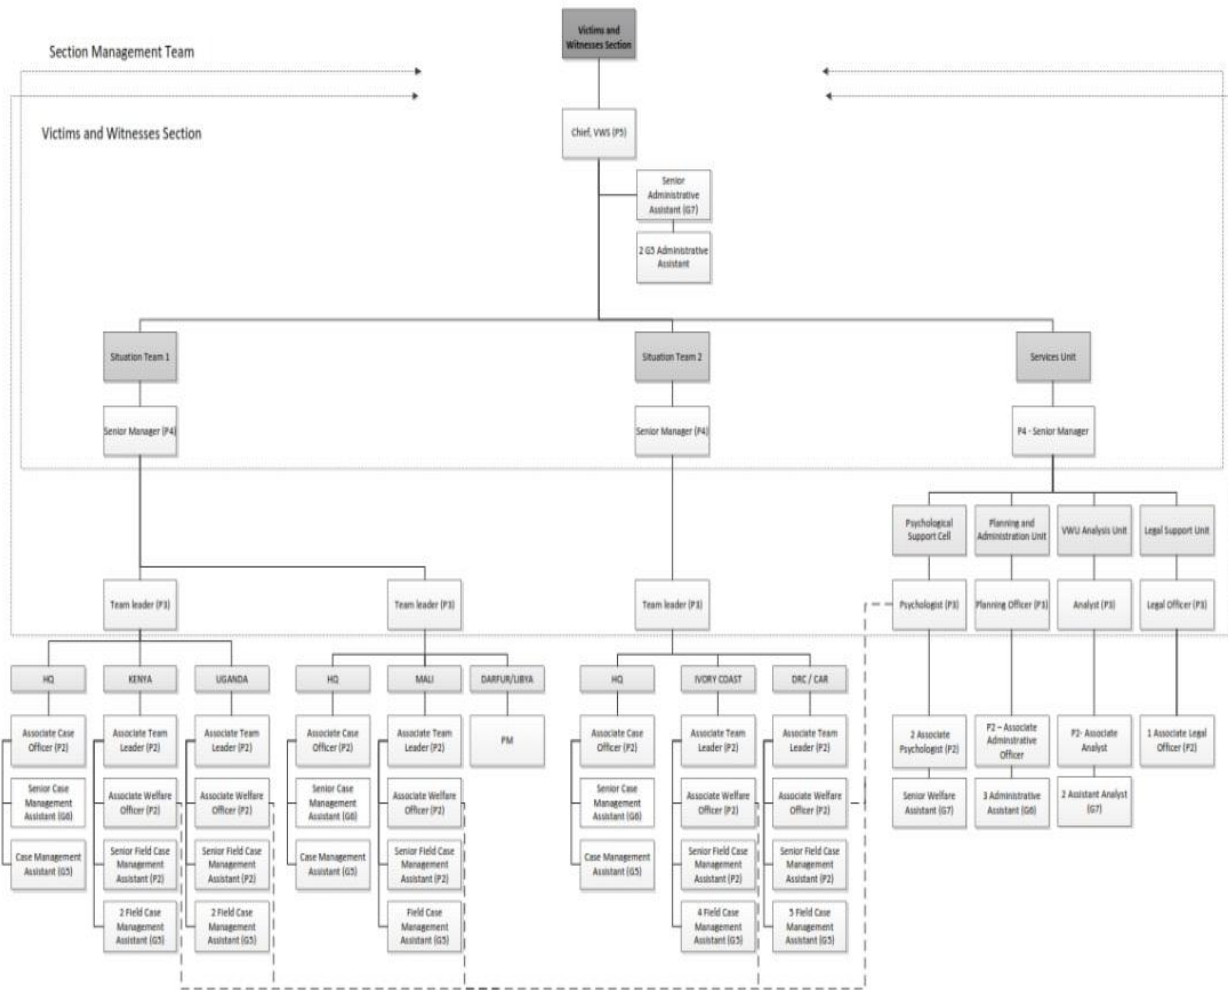 Victims and
Witnesses Section
Section Management Team
Victims and Witnesses Section
Chief, VWS (P5)
Senior
Administrative
Assistant (G7)
2 G5 Administrative
Assistant
Situation Team 1
Situation Team 2
Services Unit
Senior Manager (P4)
Senior Manager (P4)
P4 - Senior Manager
Psychological
Support Cell
Planning and
Administration Unit
VWU Analysis Unit
Legal Support Unit
Team leader (P3)
Team leader (P3)
Team leader (P3)
Psychologist (P3)
Planning Officer (P3)
Analyst (P3)
Legal Officer (P3)
HQ
KENYA
UGANDA
HQ
MALI
DARFUR/LIBYA
HQ
IVORY COAST
DRC / CAR
Associate Case
Officer (P2)
Associate Team
Leader (P2)
Associate Team
Leader (P2)
Associate Case
Officer (P2)
Associate Team
Leader (P2)
PM
Associate Case
Officer (P2)
Associate Team
Leader (P2)
Associate Team
Leader (P2)
2 Associate
Psychologist (P2)
P2 – Associate
Administrative
Officer
P2- Associate
Analyst
1 Associate Legal
Officer (P2)
Senior Case
Management
Assistant (G6)
Associate Welfare
Officer (P2)
Associate Welfare
Officer (P2)
Senior Case
Management
Assistant (G6)
Associate Welfare
Officer (P2)
Senior Case
Management
Assistant (G6)
Associate Welfare
Officer (P2)
Associate Welfare
Officer (P2)
Senior Welfare
Assistant (G7)
3 Administrative
Assistant (G6)
2 Assistant Analyst
(G7)
Case Management
Assistant (G5)
Senior Field Case
Management
Assistant (P2)
Senior Field Case
Management
Assistant (P2)
Case Management
Assistant (G5)
Senior Field Case
Management
Assistant (P2)
Case Management
Assistant (G5)
Senior Field Case
Management
Assistant (P2)
Senior Field Case
Management
Assistant (P2)
2 Field Case
Management
Assistant (G5)
2 Field Case
Management
Assistant (G5)
Field Case
Management
Assistant (G5)
4 Field Case
Management
Assistant (G5)
5 Field Case
Management
Assistant (G5)